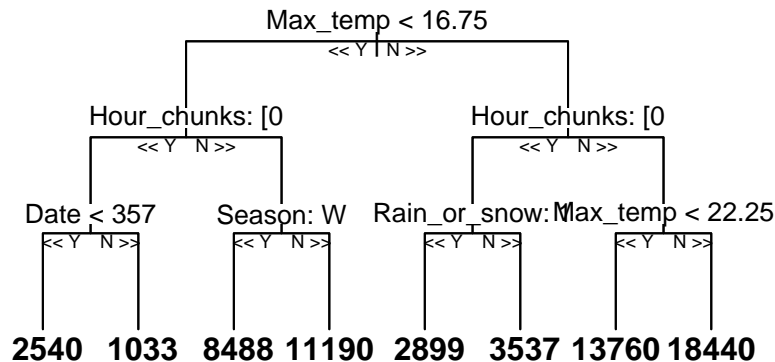 Max_temp < 16.75
<< Y N >>
Hour_chunks: [0 Hour_chunks: [0
<< Y N >> << Y N >>
Date < 357 Season: W Rain_or_snow: 1 Max_temp < 22.25
<< Y N >> << Y N >> << Y N >> << Y N >>
2540 1033 8488 11190 2899 3537 13760 18440